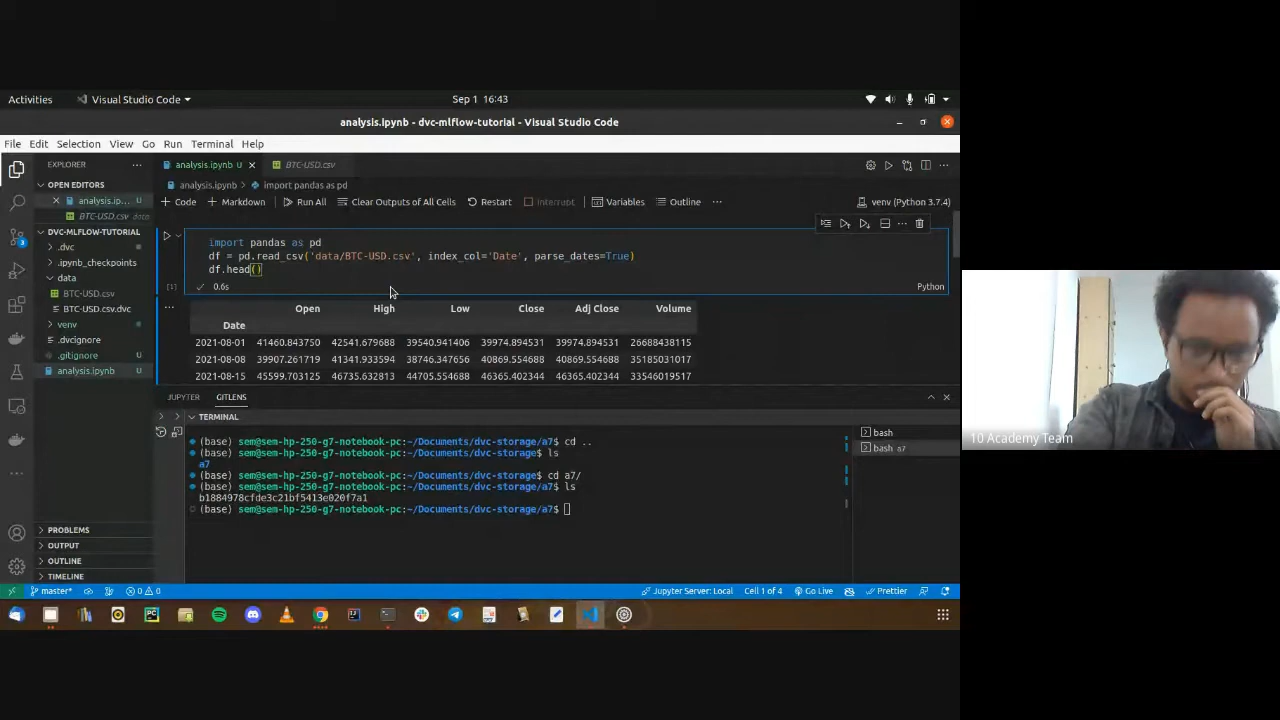 Activities
Visual Studio Code
Sep 1 16:43
analysis.ipynb - dvc-mlflow-tutorial - Visual Studio Code
File Edit Selection View Go Run Terminal Help
EXPLORER
analysis.ipynb U
BTC-USD.csv
OPEN EDITORS
analysis.ip... U
BTC-USD.csv data
DVC-MLFLOW-TUTORIAL
.dvc
.ipynb_checkpoints
data
BTC-USD.csv
BTC-USD.csv.dvc
venv
.dvcignore
.gitignore
analysis.ipynb U
PROBLEMS
OUTPUT
OUTLINE
TIMELINE
analysis.ipynb > import pandas as pd
+ Code + Markdown Run All Clear Outputs of All Cells Restart Interrupt Variables Outline ... venv (Python 3.7.4)
import pandas as pd
df = pd.read_csv('data/BTC-USD.csv', index_col='Date', parse_dates=True)
df.head()
[1] 0.6s Python
Open High Low Close Adj Close Volume
Date
2021-08-01 41460.843750 42541.679688 39540.941406 39974.894531 39974.894531 26688438115
2021-08-08 39907.261719 41341.933594 38746.347656 40869.554688 40869.554688 35185031017
2021-08-15 45599.703125 46735.632813 44705.554688 46365.402344 46365.402344 33546019517
JUPYTER GITLENS
TERMINAL
(base) sem@sem-hp-250-g7-notebook-pc:~/Documents/dvc-storage/a7$ cd ..
(base) sem@sem-hp-250-g7-notebook-pc:~/Documents/dvc-storage$ ls
a7
(base) sem@sem-hp-250-g7-notebook-pc:~/Documents/dvc-storage$ cd a7/
(base) sem@sem-hp-250-g7-notebook-pc:~/Documents/dvc-storage/a7$ ls
b1884978cfde3c21bf5413e020f7a1
(base) sem@sem-hp-250-g7-notebook-pc:~/Documents/dvc-storage/a7$
bash
bash a7
master* 0 0 Jupyter Server: Local Cell 1 of 4 Go Live Prettier
10 Academy Team